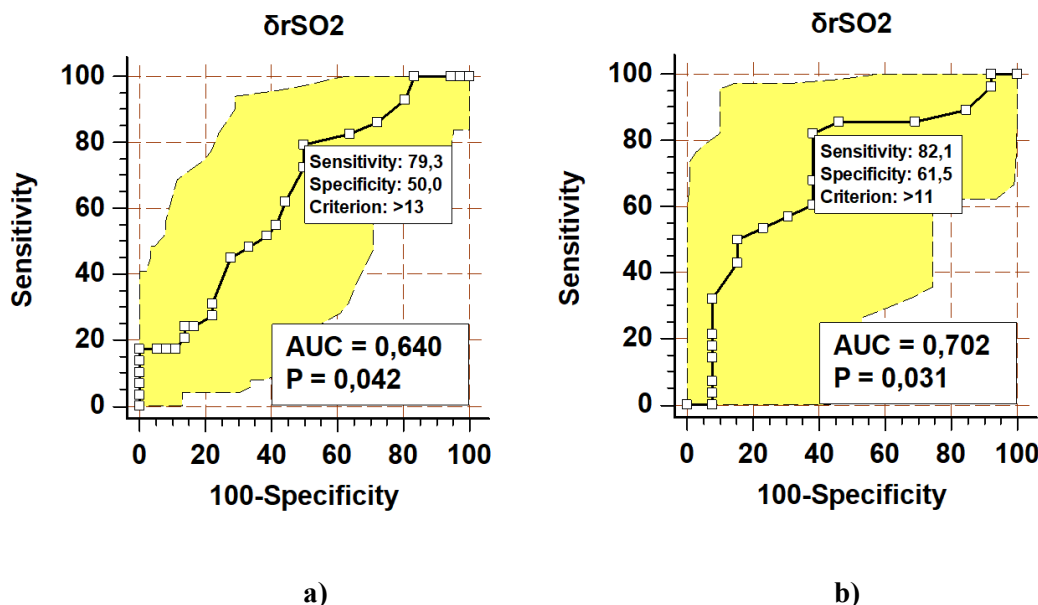 δrSO2
Sensitivity
100
80
60
40
20
0
Sensitivity: 79,3
Specificity: 50,0
Criterion: >13
AUC = 0,640
P = 0,042
0 20 40 60 80 100
100-Specificity
a)
δrSO2
Sensitivity
100
80
60
40
20
0
Sensitivity: 82,1
Specificity: 61,5
Criterion: >11
AUC = 0,702
P = 0,031
0 20 40 60 80 100
100-Specificity
b)